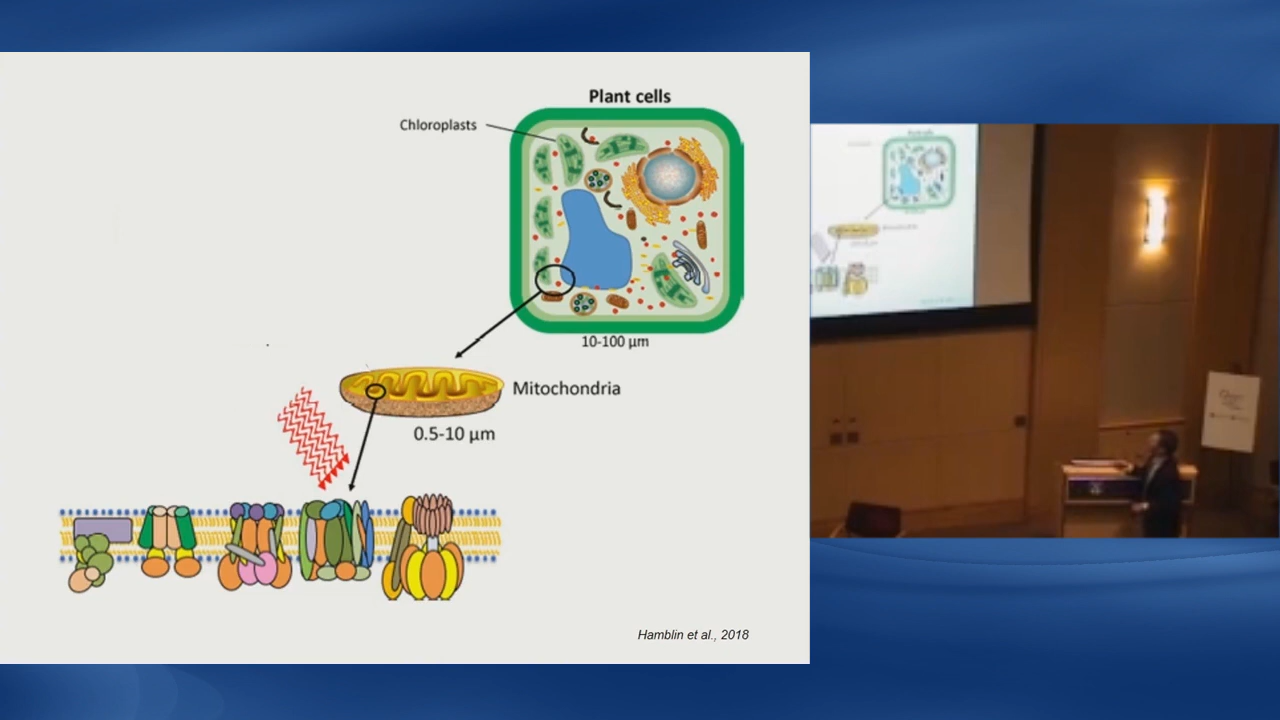 Plant cells
Chloroplasts
10-100 µm
Mitochondria
0.5-10 µm
Hamblin et al., 2018